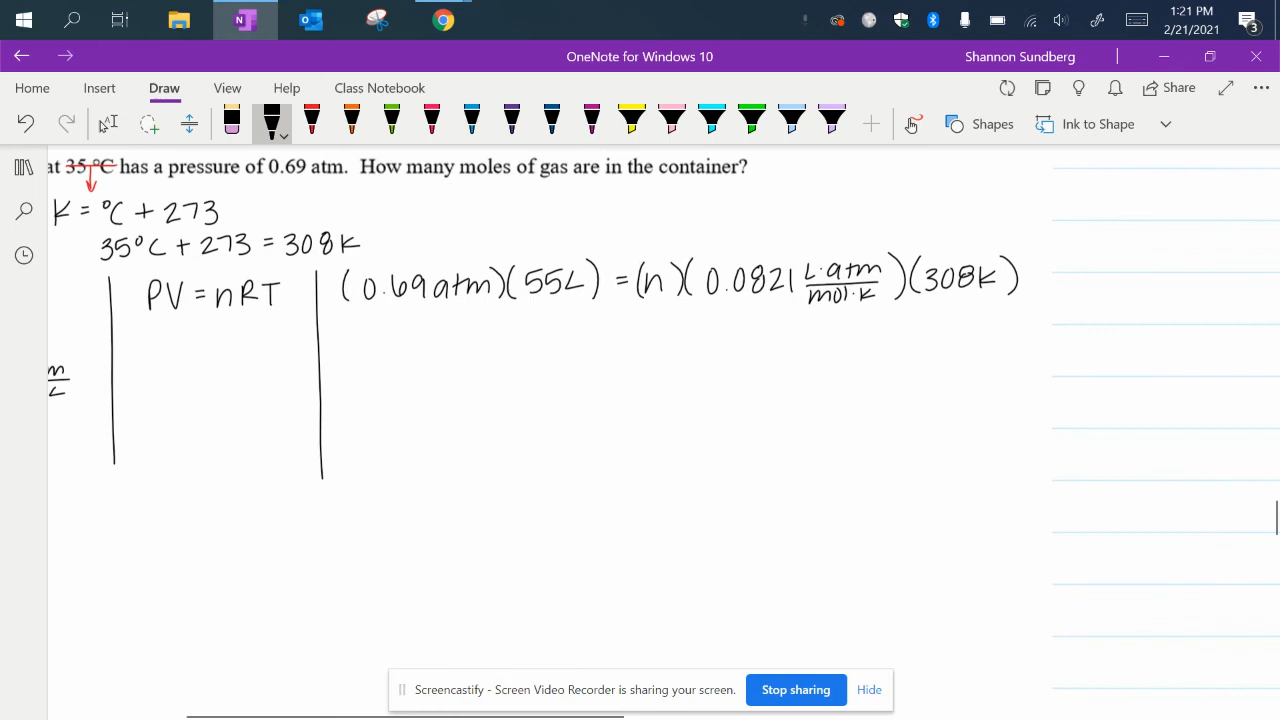 1:21 PM
2/21/2021
3
OneNote for Windows 10
Shannon Sundberg
Home Insert Draw View Help Class Notebook
Share
Shapes
Ink to Shape
at 35 °C has a pressure of 0.69 atm. How many moles of gas are in the container?
K = °C + 273
35°C + 273 = 308K
PV = nRT
(0.69atm)(55L) = (n)(0.0821 L·atm/mol·K)(308K)
m
L
Screencastify - Screen Video Recorder is sharing your screen.
Stop sharing
Hide